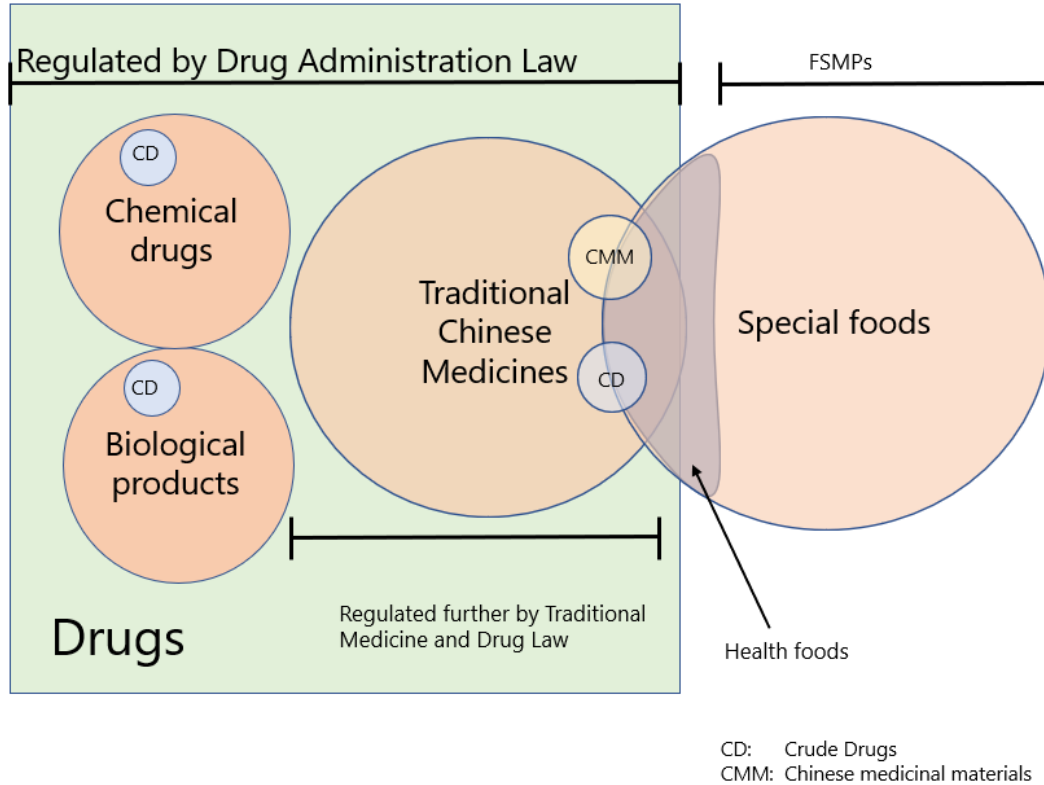 Regulated by Drug Administration Law
FSMPs
CD
Chemical
drugs
CMM
Traditional
Chinese
Medicines
Special foods
CD
CD
Biological
products
Regulated further by Traditional
Medicine and Drug Law
Drugs
Health foods
CD: Crude Drugs
CMM: Chinese medicinal materials